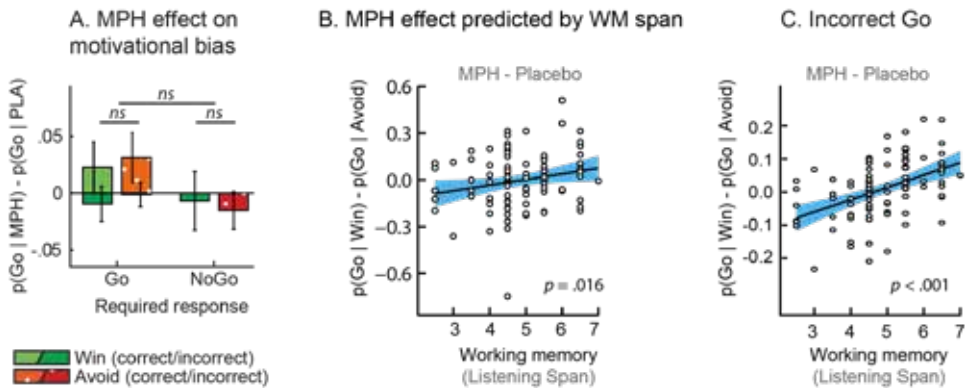 A. MPH effect on
motivational bias
ns
ns
ns
.05
0
-.05
p(Go | MPH) - p(Go | PLA)
Go
NoGo
Required response
Win (correct/incorrect)
Avoid (correct/incorrect)
B. MPH effect predicted by WM span
MPH - Placebo
0.6
0.3
0.0
−0.3
−0.6
p(Go | Win) - p(Go | Avoid)
p = .016
3
4
5
6
7
Working memory
(Listening Span)
C. Incorrect Go
MPH - Placebo
0.2
0.1
0.0
-0.1
-0.2
p(Go | Win) - p(Go | Avoid)
p < .001
3
4
5
6
7
Working memory
(Listening Span)